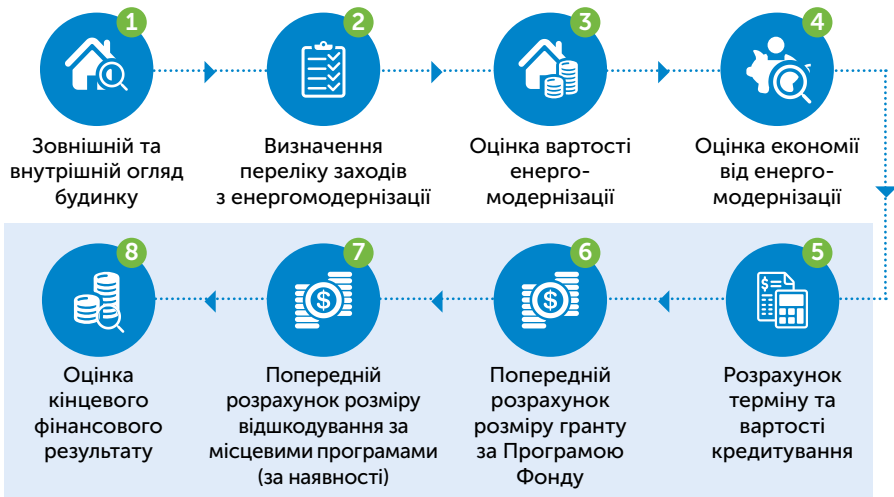 1
Зовнішній та
внутрішній огляд
будинку
2
Визначення
переліку заходів
з енергомодернізації
3
Оцінка вартості
енерго-
модернізації
4
Оцінка економії
від енерго-
модернізації
5
$=
Розрахунок
терміну та
вартості
кредитування
6
$
Попередній
розрахунок
розміру гранту
за Програмою
Фонду
7
$
Попередній
розрахунок розміру
відшкодування за
місцевими програмами
(за наявності)
8
Оцінка
кінцевого
фінансового
результату